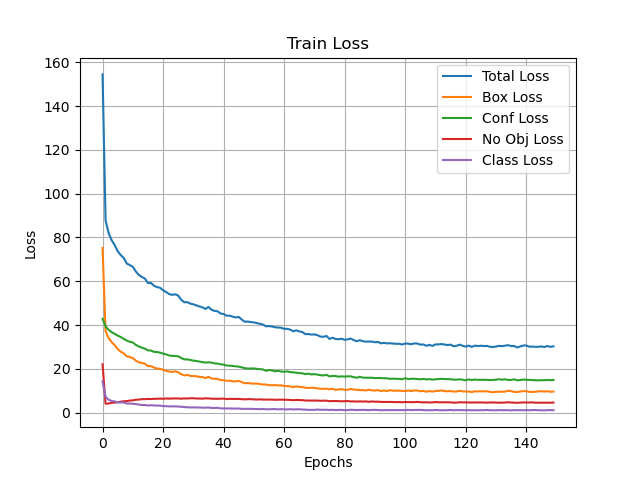 Train Loss
160
140
120
100
80
60
40
20
0
Loss
Total Loss
Box Loss
Conf Loss
No Obj Loss
Class Loss
0 20 40 60 80 100 120 140
Epochs